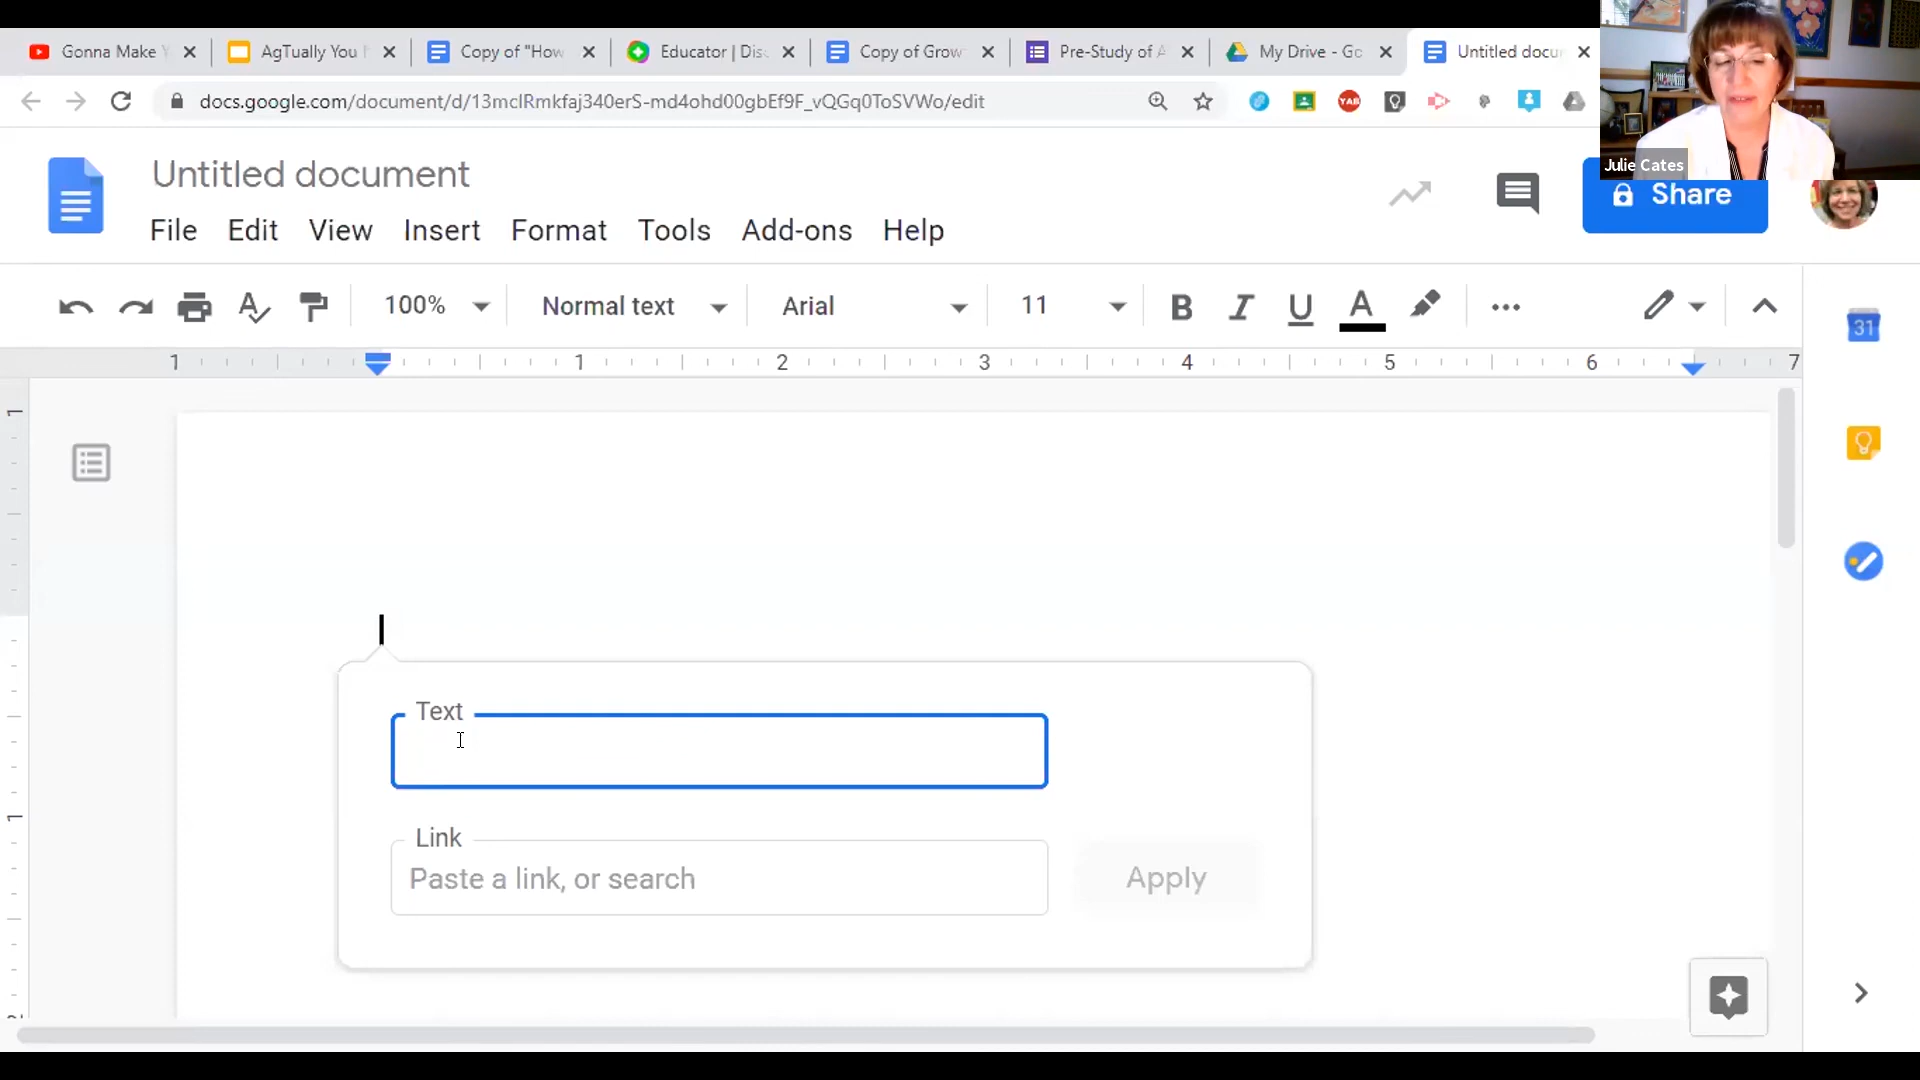 Gonna Make Y
AgTually You
Copy of "How
Educator | Dis
Copy of Grow
Pre-Study of A
My Drive - Go
Untitled docu
docs.google.com/document/d/13mclRmkfaj340erS-md4ohd00gbEf9F_vQGq0ToSVWo/edit
YAB
Julie Cates
Untitled document
Share
File Edit View Insert Format Tools Add-ons Help
100% Normal text Arial 11 B I U A
31
1 1 2 3 4 5 6 7
1
Text
1
Link
Paste a link, or search
Apply